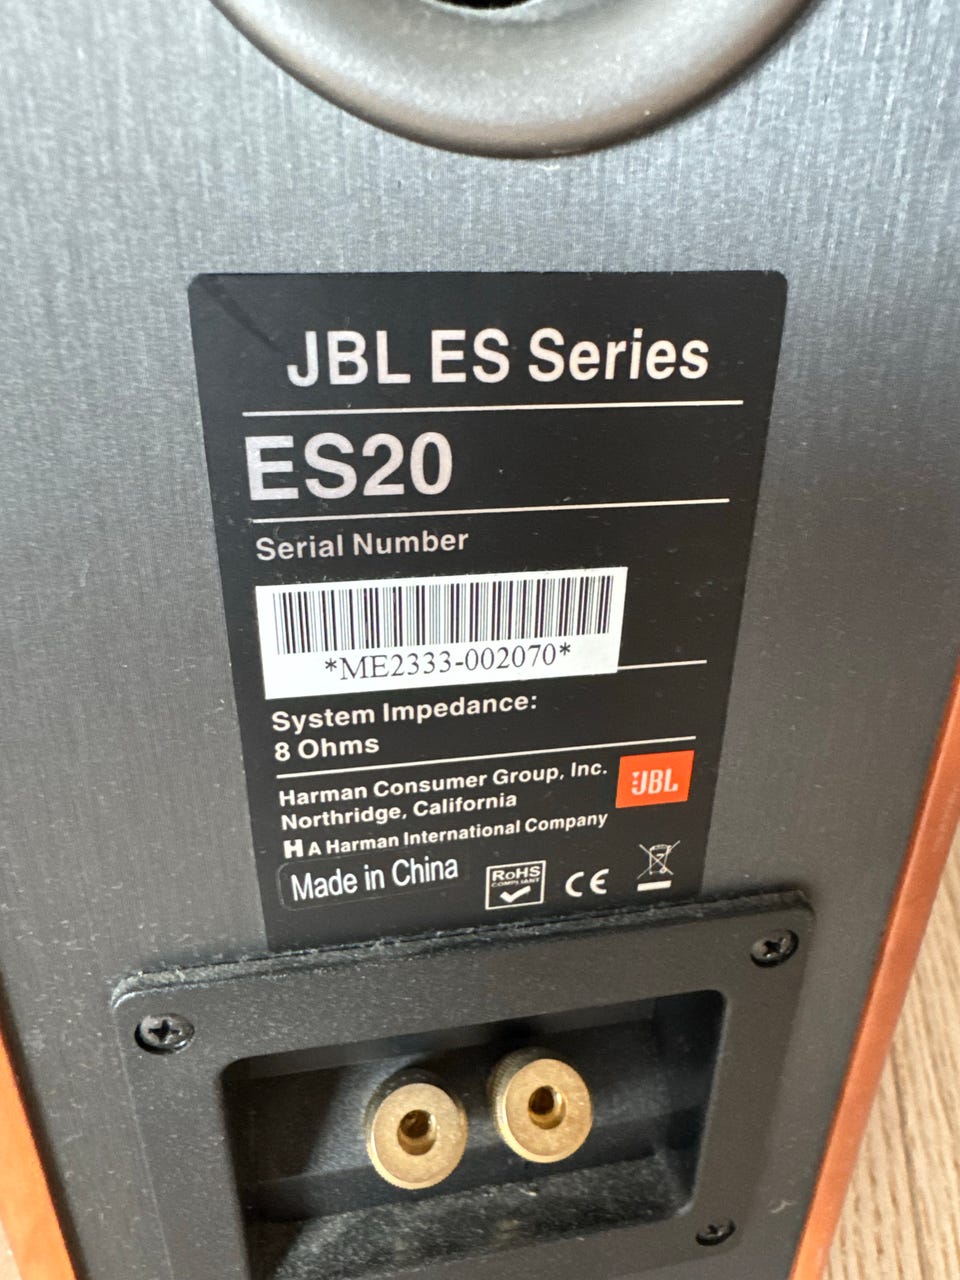 JBL ES Series
ES20
Serial Number
*ME2333-002070*
System Impedance:
8 Ohms
Harman Consumer Group, Inc.
Northridge, California
H A Harman International Company
JBL
Made in China
RoHS
COMPLIANT
CE